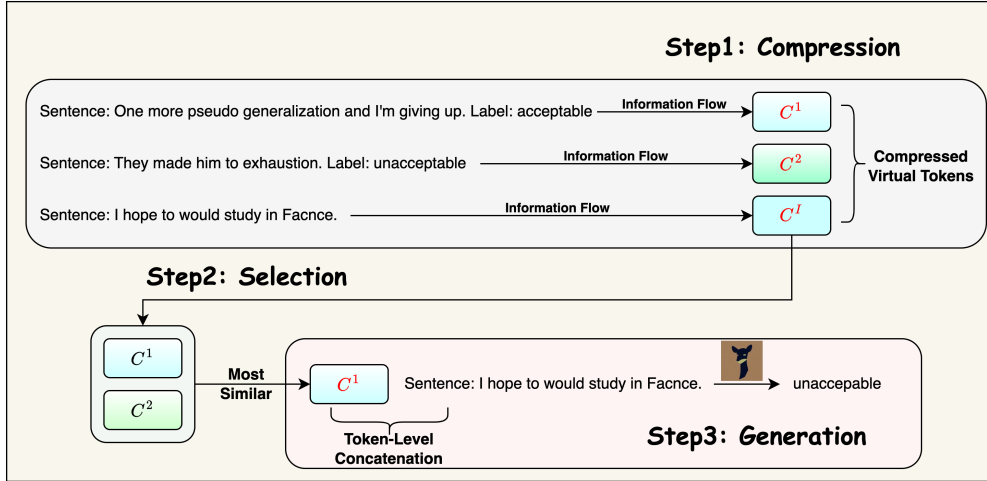 Step1: Compression
Sentence: One more pseudo generalization and I'm giving up. Label: acceptable
Information Flow
C^1
Sentence: They made him to exhaustion. Label: unacceptable
Information Flow
C^2
Compressed
Virtual Tokens
Sentence: I hope to would study in Facnce.
Information Flow
C^I
Step2: Selection
C^1
C^2
Most
Similar
C^1
Sentence: I hope to would study in Facnce.
unaccepable
Token-Level
Concatenation
Step3: Generation